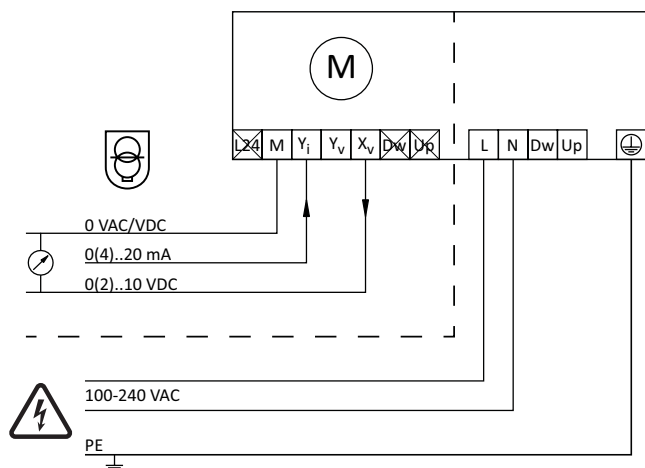 M
L24 M Yi Yv Xv Dw Up L N Dw Up
0 VAC/VDC
0(4)..20 mA
0(2)..10 VDC
100-240 VAC
PE